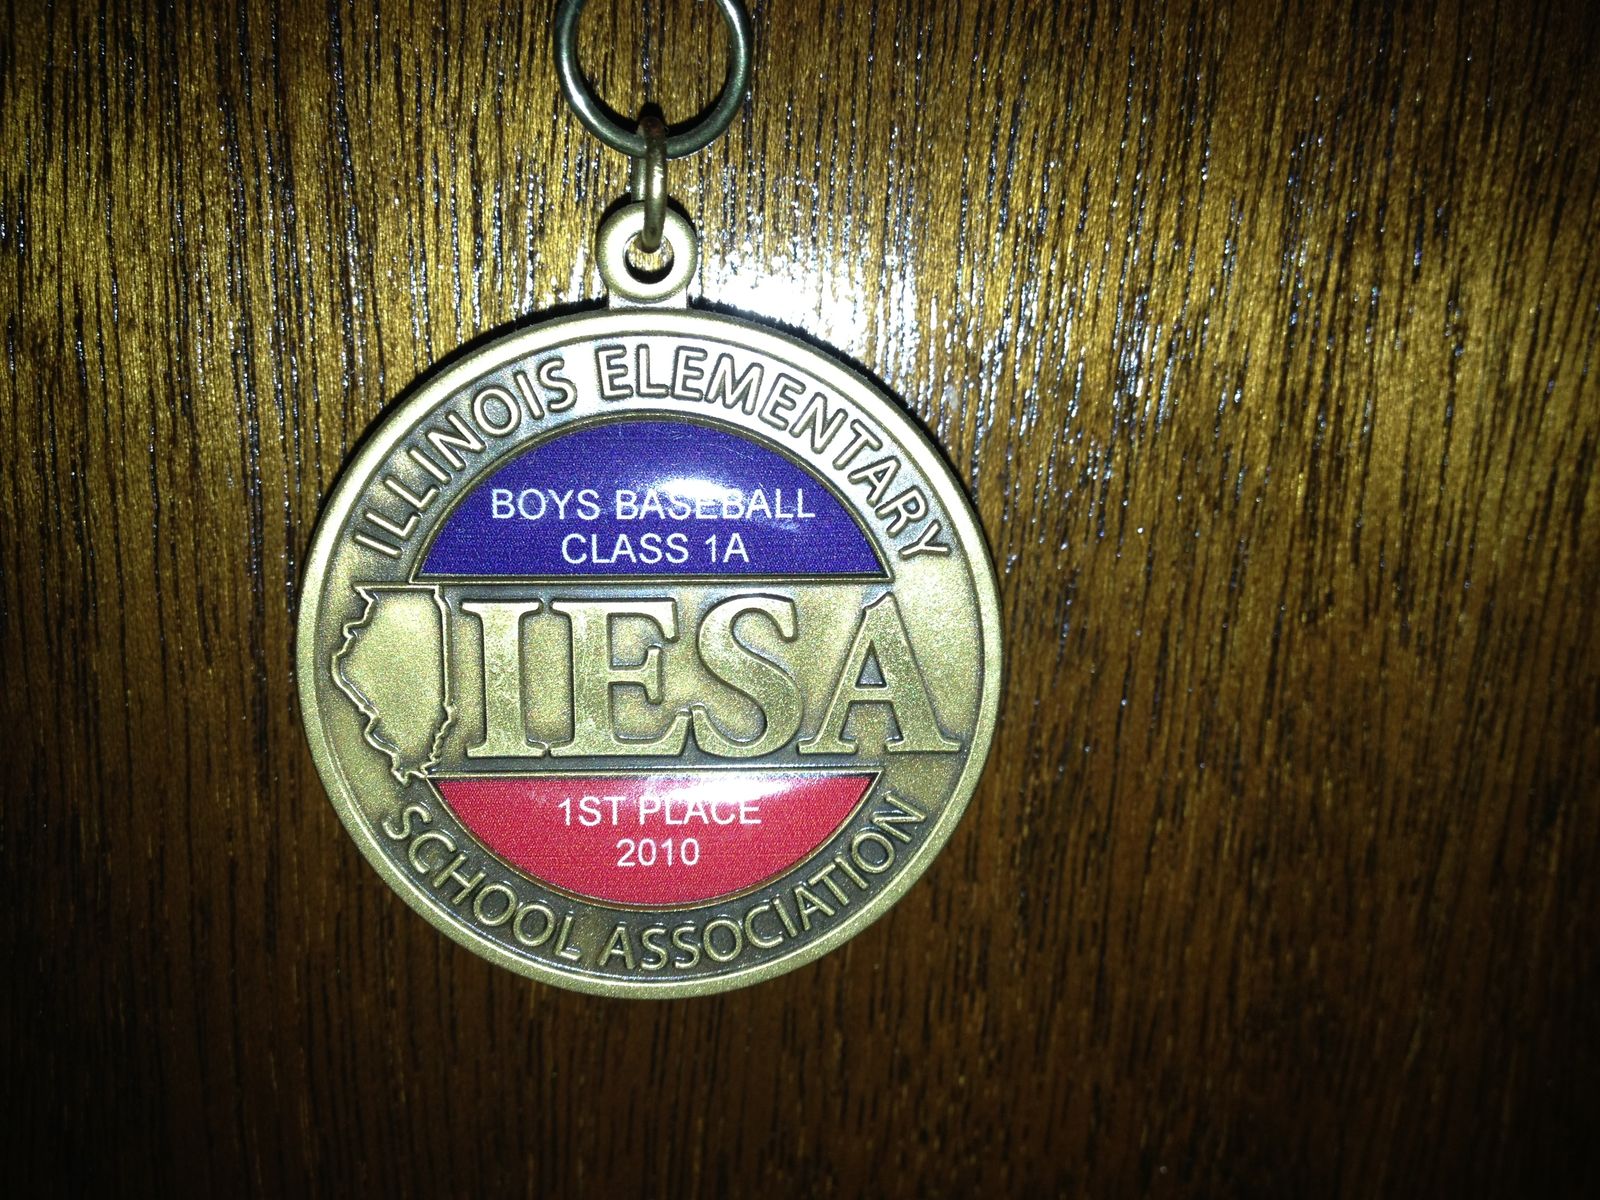 ILLINOIS ELEMENTARY
BOYS BASEBALL
CLASS 1A
IESA
1ST PLACE
2010
SCHOOL ASSOCIATION